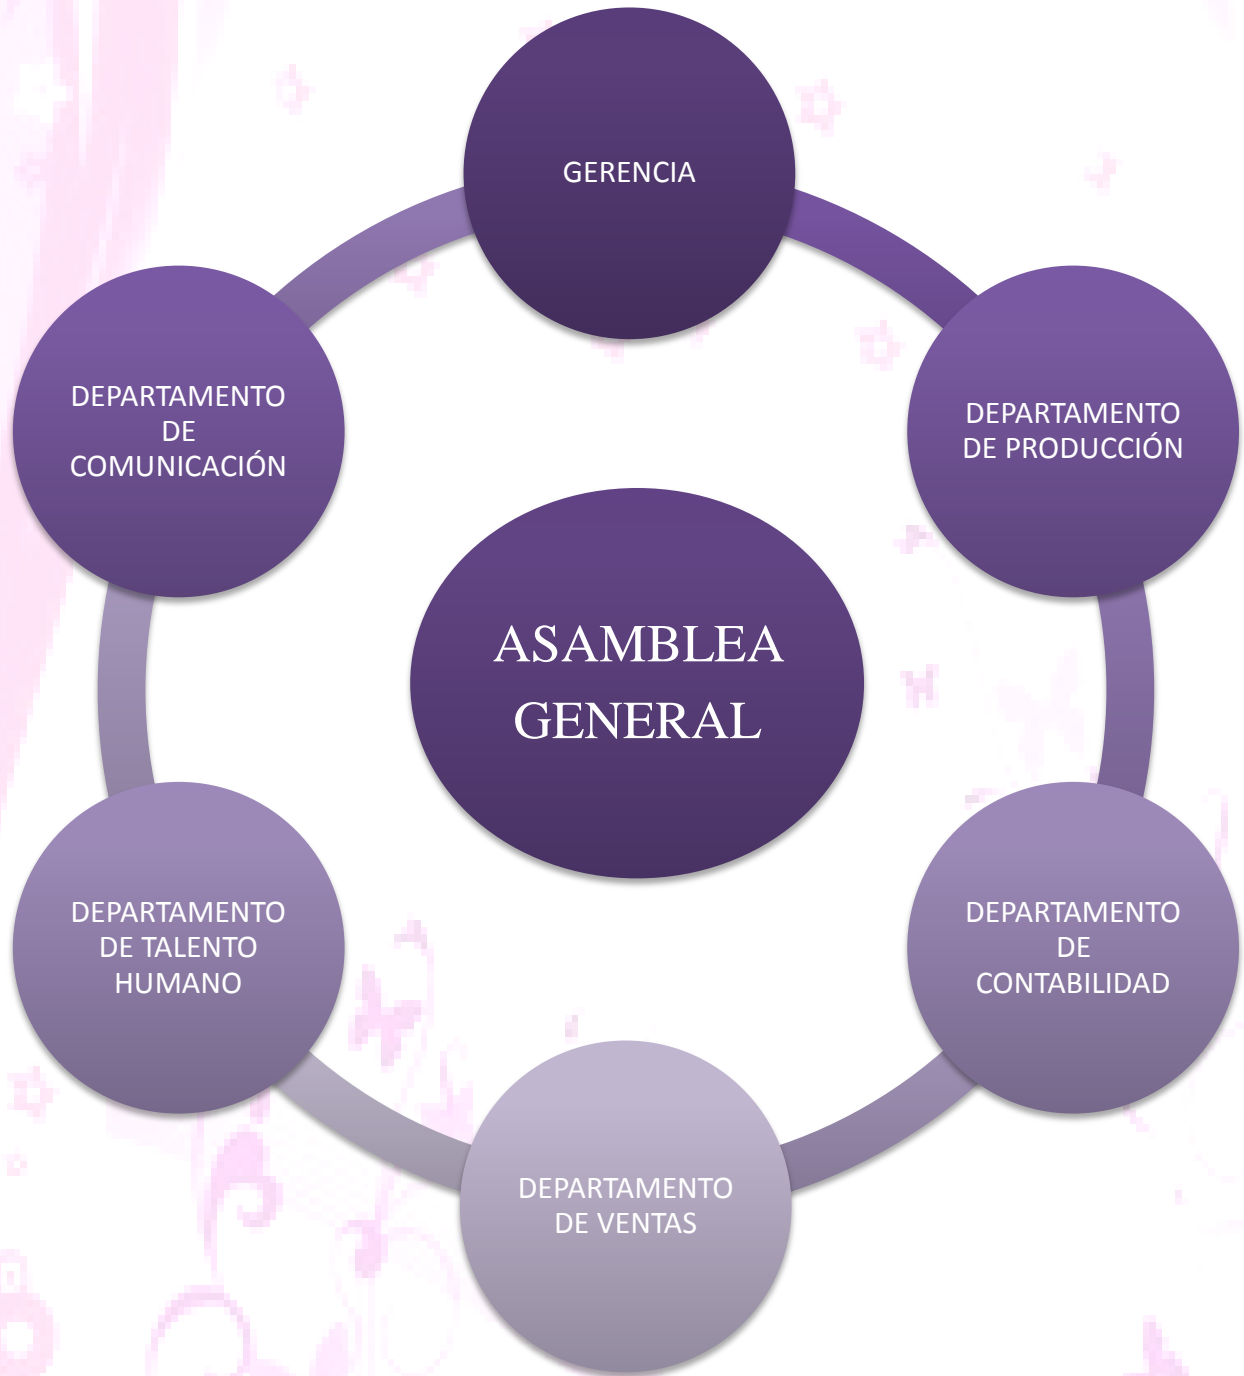 GERENCIA
DEPARTAMENTO
DE PRODUCCIÓN
DEPARTAMENTO
DE
CONTABILIDAD
DEPARTAMENTO
DE VENTAS
DEPARTAMENTO
DE TALENTO
HUMANO
DEPARTAMENTO
DE
COMUNICACIÓN
ASAMBLEA
GENERAL